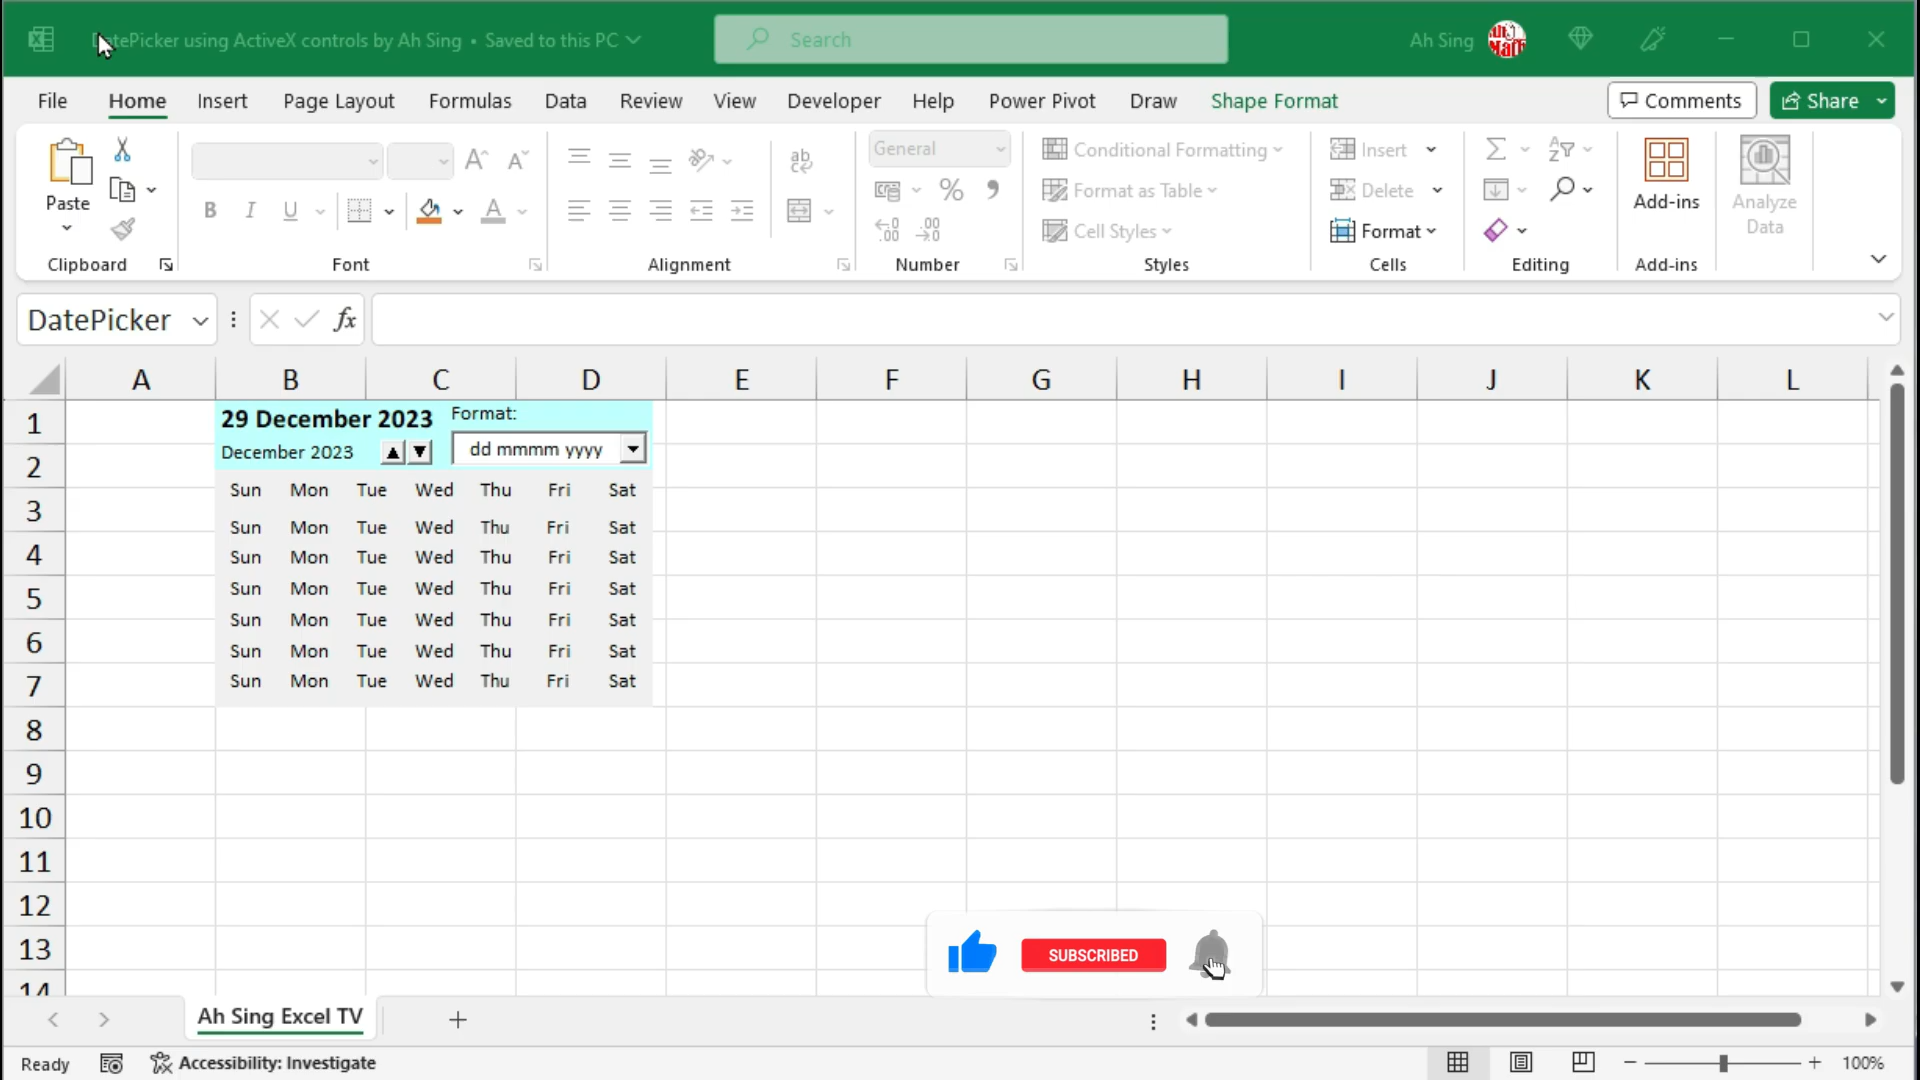 DatePicker using ActiveX controls by Ah Sing • Saved to this PC
Search
Ah Sing
File Home Insert Page Layout Formulas Data Review View Developer Help Power Pivot Draw Shape Format Comments Share
Paste
Clipboard
B I U
Font
ab
Alignment
General
% 
Number
Conditional Formatting
Format as Table
Cell Styles
Styles
Insert
Delete
Format
Cells
Editing
Add-ins
Add-ins
Analyze
Data
DatePicker
fx
A B C D E F G H I J K L
1
2
3
4
5
6
7
8
9
10
11
12
13
14
29 December 2023
Format:
December 2023
dd mmmm yyyy
Sun Mon Tue Wed Thu Fri Sat
Sun Mon Tue Wed Thu Fri Sat
Sun Mon Tue Wed Thu Fri Sat
Sun Mon Tue Wed Thu Fri Sat
Sun Mon Tue Wed Thu Fri Sat
Sun Mon Tue Wed Thu Fri Sat
Sun Mon Tue Wed Thu Fri Sat
SUBSCRIBED
Ah Sing Excel TV
Ready
Accessibility: Investigate
100%